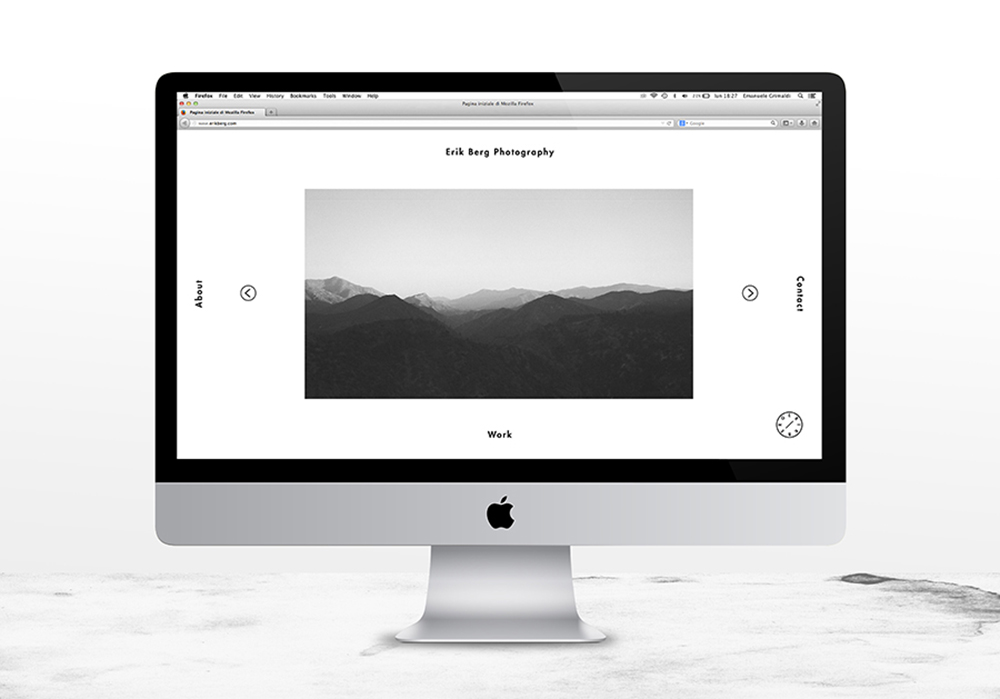 Firefox File Edit View History Bookmarks Tools Window Help
lun 18:27 Emanuele Grimaldi
Pagina iniziale di Mozilla Firefox
Pagina iniziale di Mozilla Firefox
www.erikberg.com
Google
Erik Berg Photography
About
Contact
Work